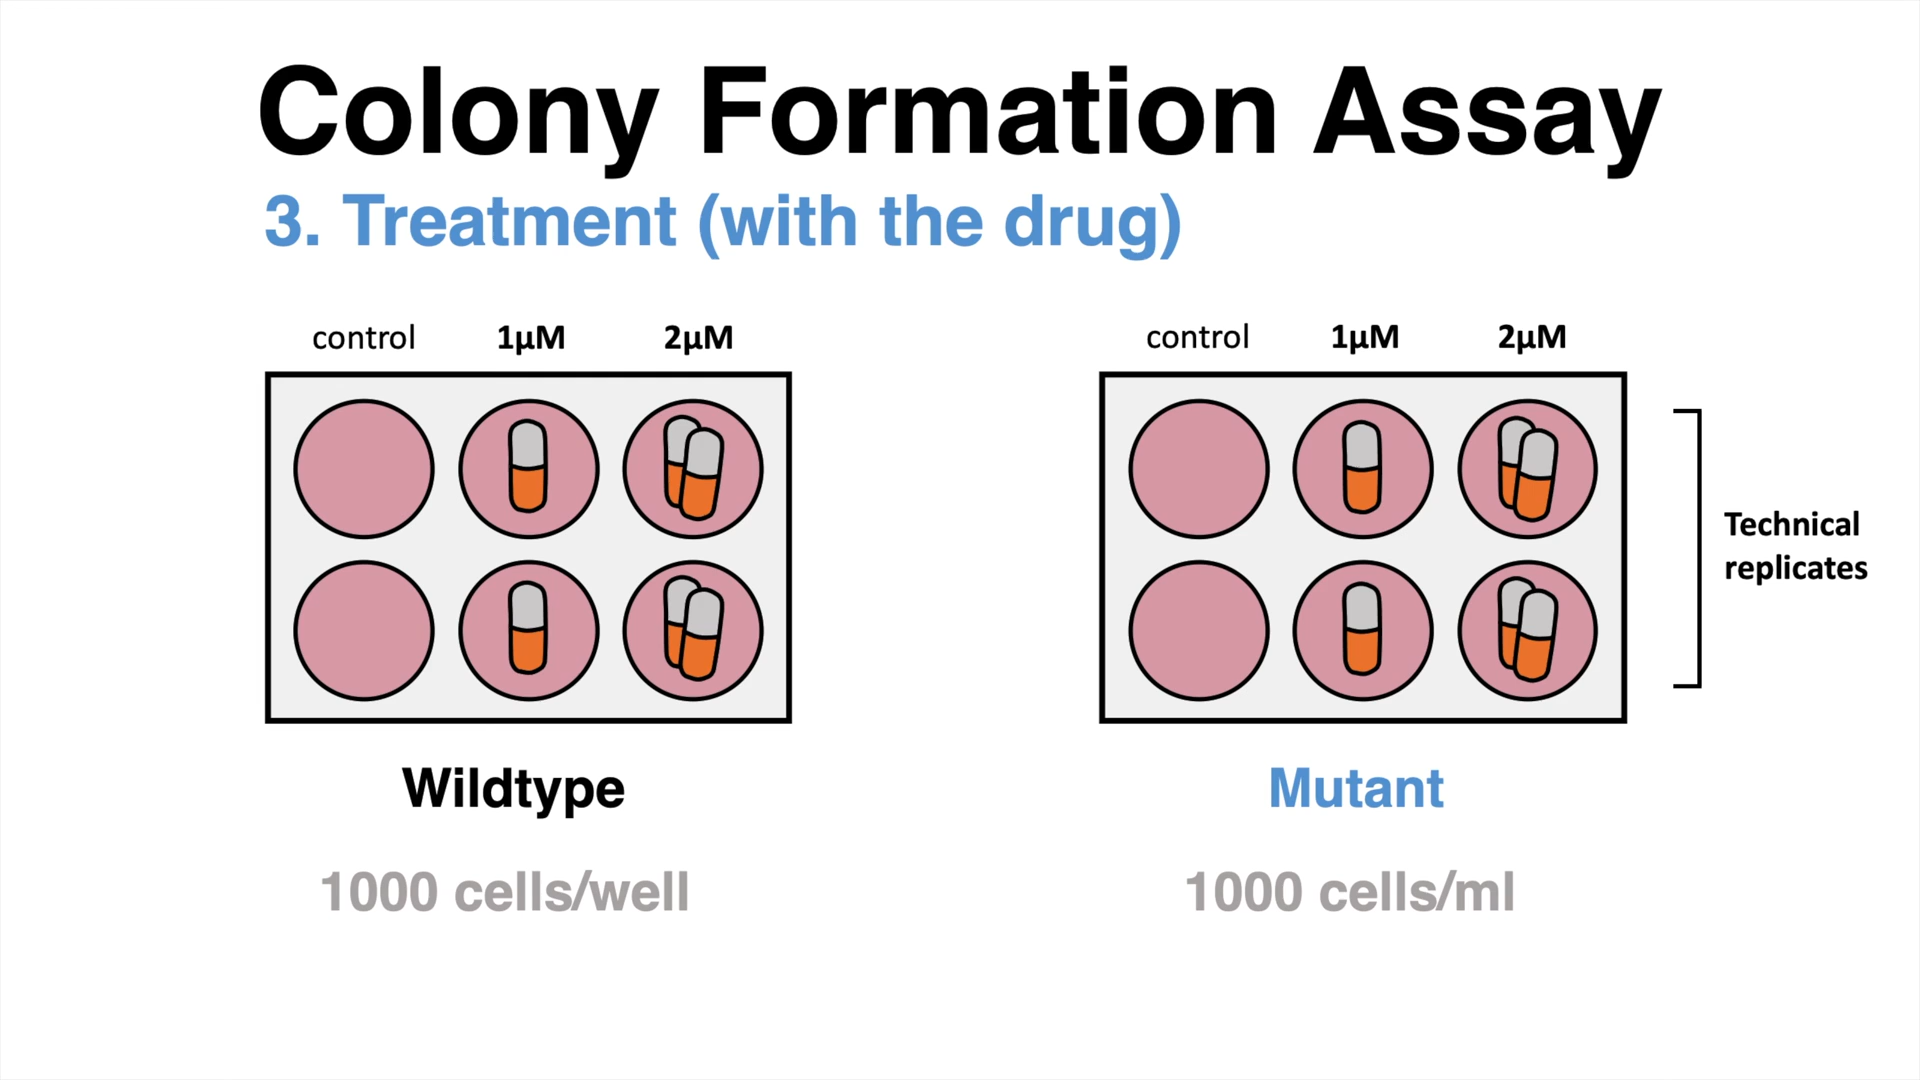 Colony Formation Assay
3. Treatment (with the drug)
control 1μM 2μM
control 1μM 2μM
Technical
replicates
Wildtype
Mutant
1000 cells/well
1000 cells/ml